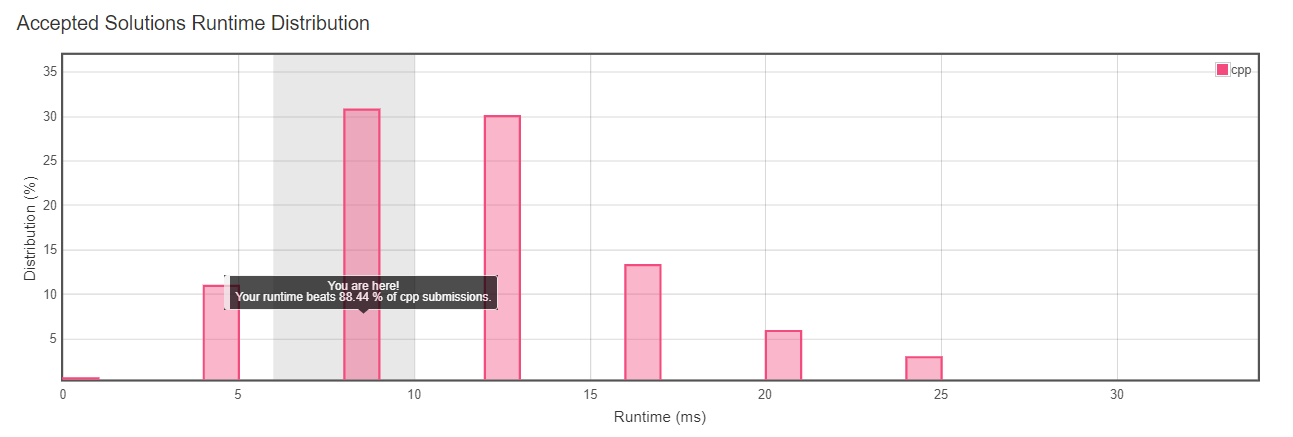 Accepted Solutions Runtime Distribution
cpp
35
30
25
20
15
10
5
Distribution (%)
You are here!
Your runtime beats 88.44 % of cpp submissions.
0
5
10
15
20
25
30
Runtime (ms)